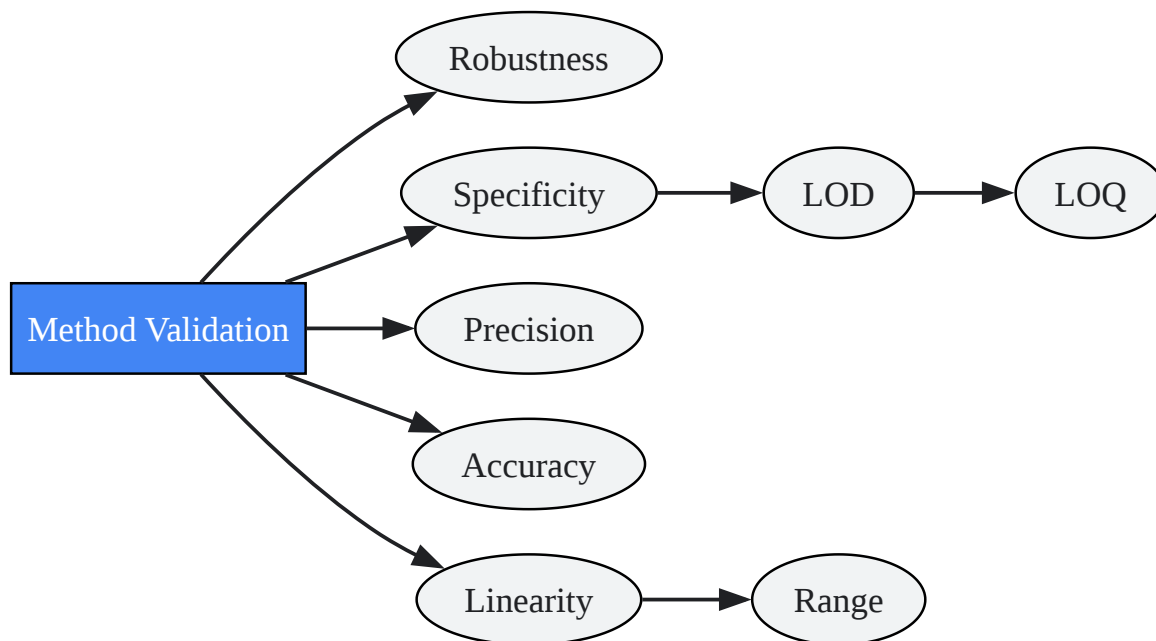 Robustness
Specificity
LOD
LOQ
Method Validation
Precision
Accuracy
Linearity
Range